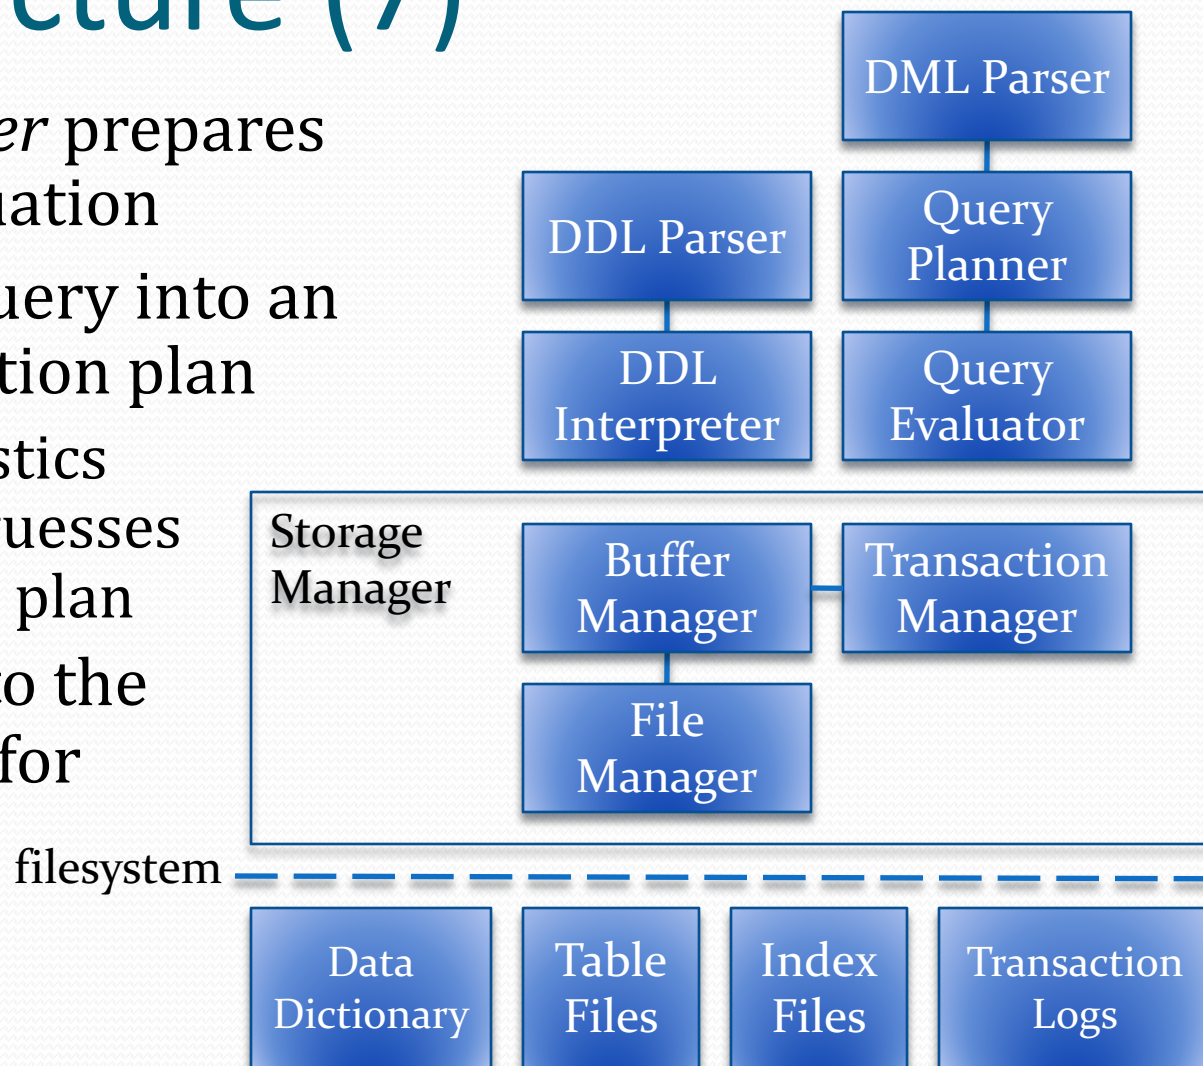 cture (7)
er prepares
uation
uery into an
tion plan
stics
uesses
plan
to the
for
DML Parser
DDL Parser
Query
Planner
DDL
Interpreter
Query
Evaluator
Storage
Manager
Buffer
Manager
Transaction
Manager
File
Manager
filesystem
Data
Dictionary
Table
Files
Index
Files
Transaction
Logs